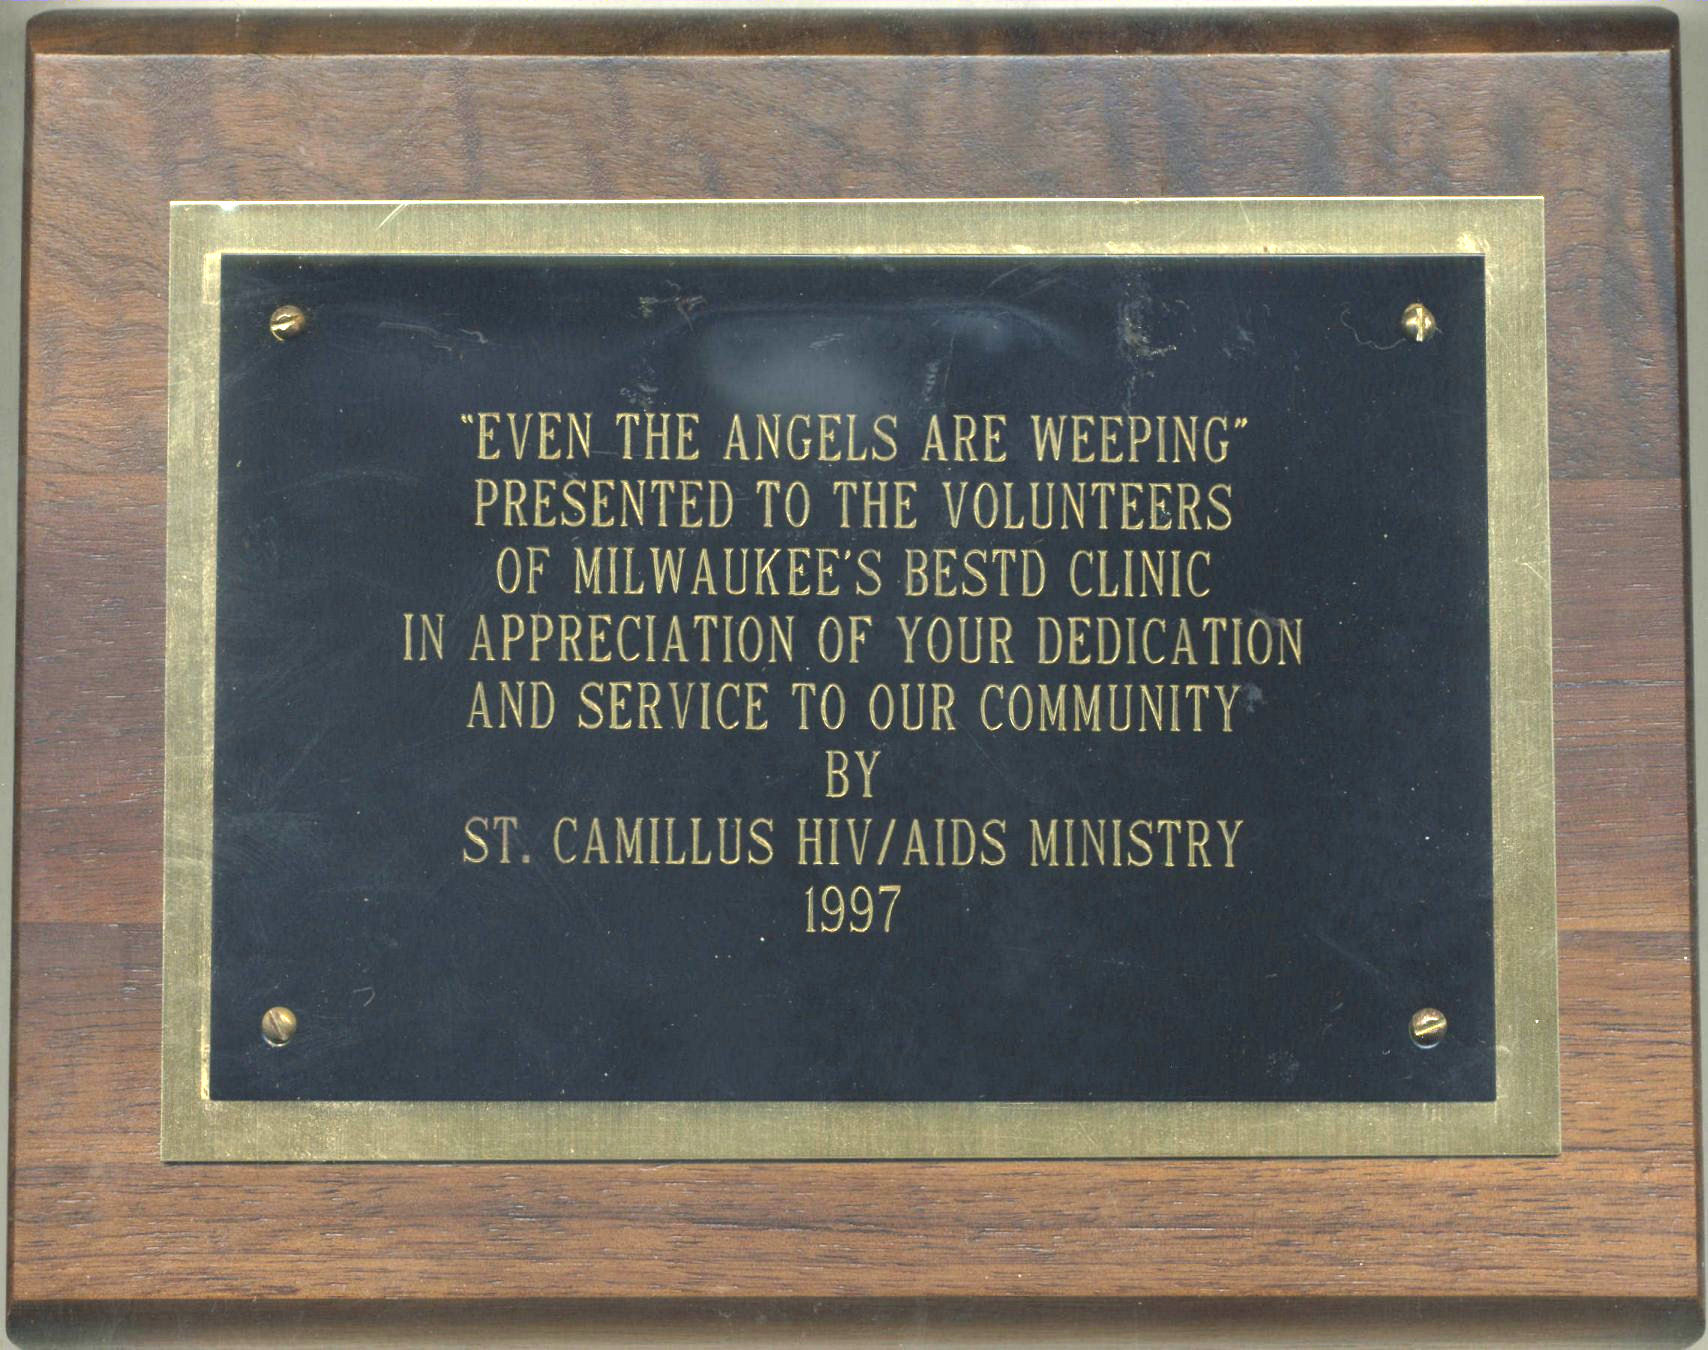 “EVEN THE ANGELS ARE WEEPING”
PRESENTED TO THE VOLUNTEERS
OF MILWAUKEE'S BESTD CLINIC
IN APPRECIATION OF YOUR DEDICATION
AND SERVICE TO OUR COMMUNITY
BY
ST. CAMILLUS HIV/AIDS MINISTRY
1997